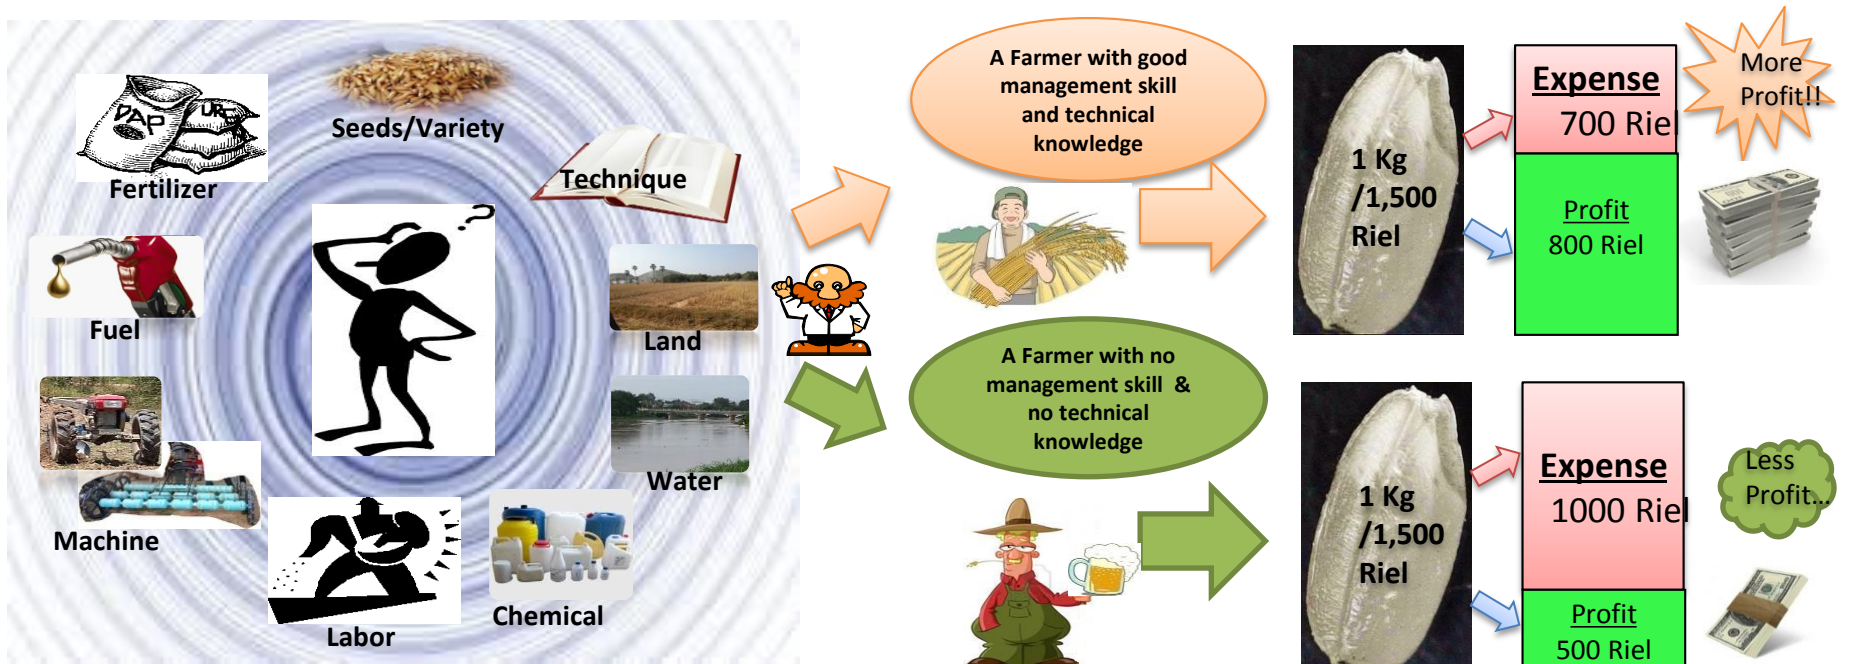 DAP
URE
Fertilizer
Seeds/Variety
Technique
?
Fuel
Land
Machine
Water
Labor
Chemical
A Farmer with good
management skill
and technical
knowledge
A Farmer with no
management skill &
no technical
knowledge
1 Kg
/1,500
Riel
Expense
700 Riel
Profit
800 Riel
More
Profit!!
1 Kg
/1,500
Riel
Expense
1000 Riel
Profit
500 Riel
Less
Profit...